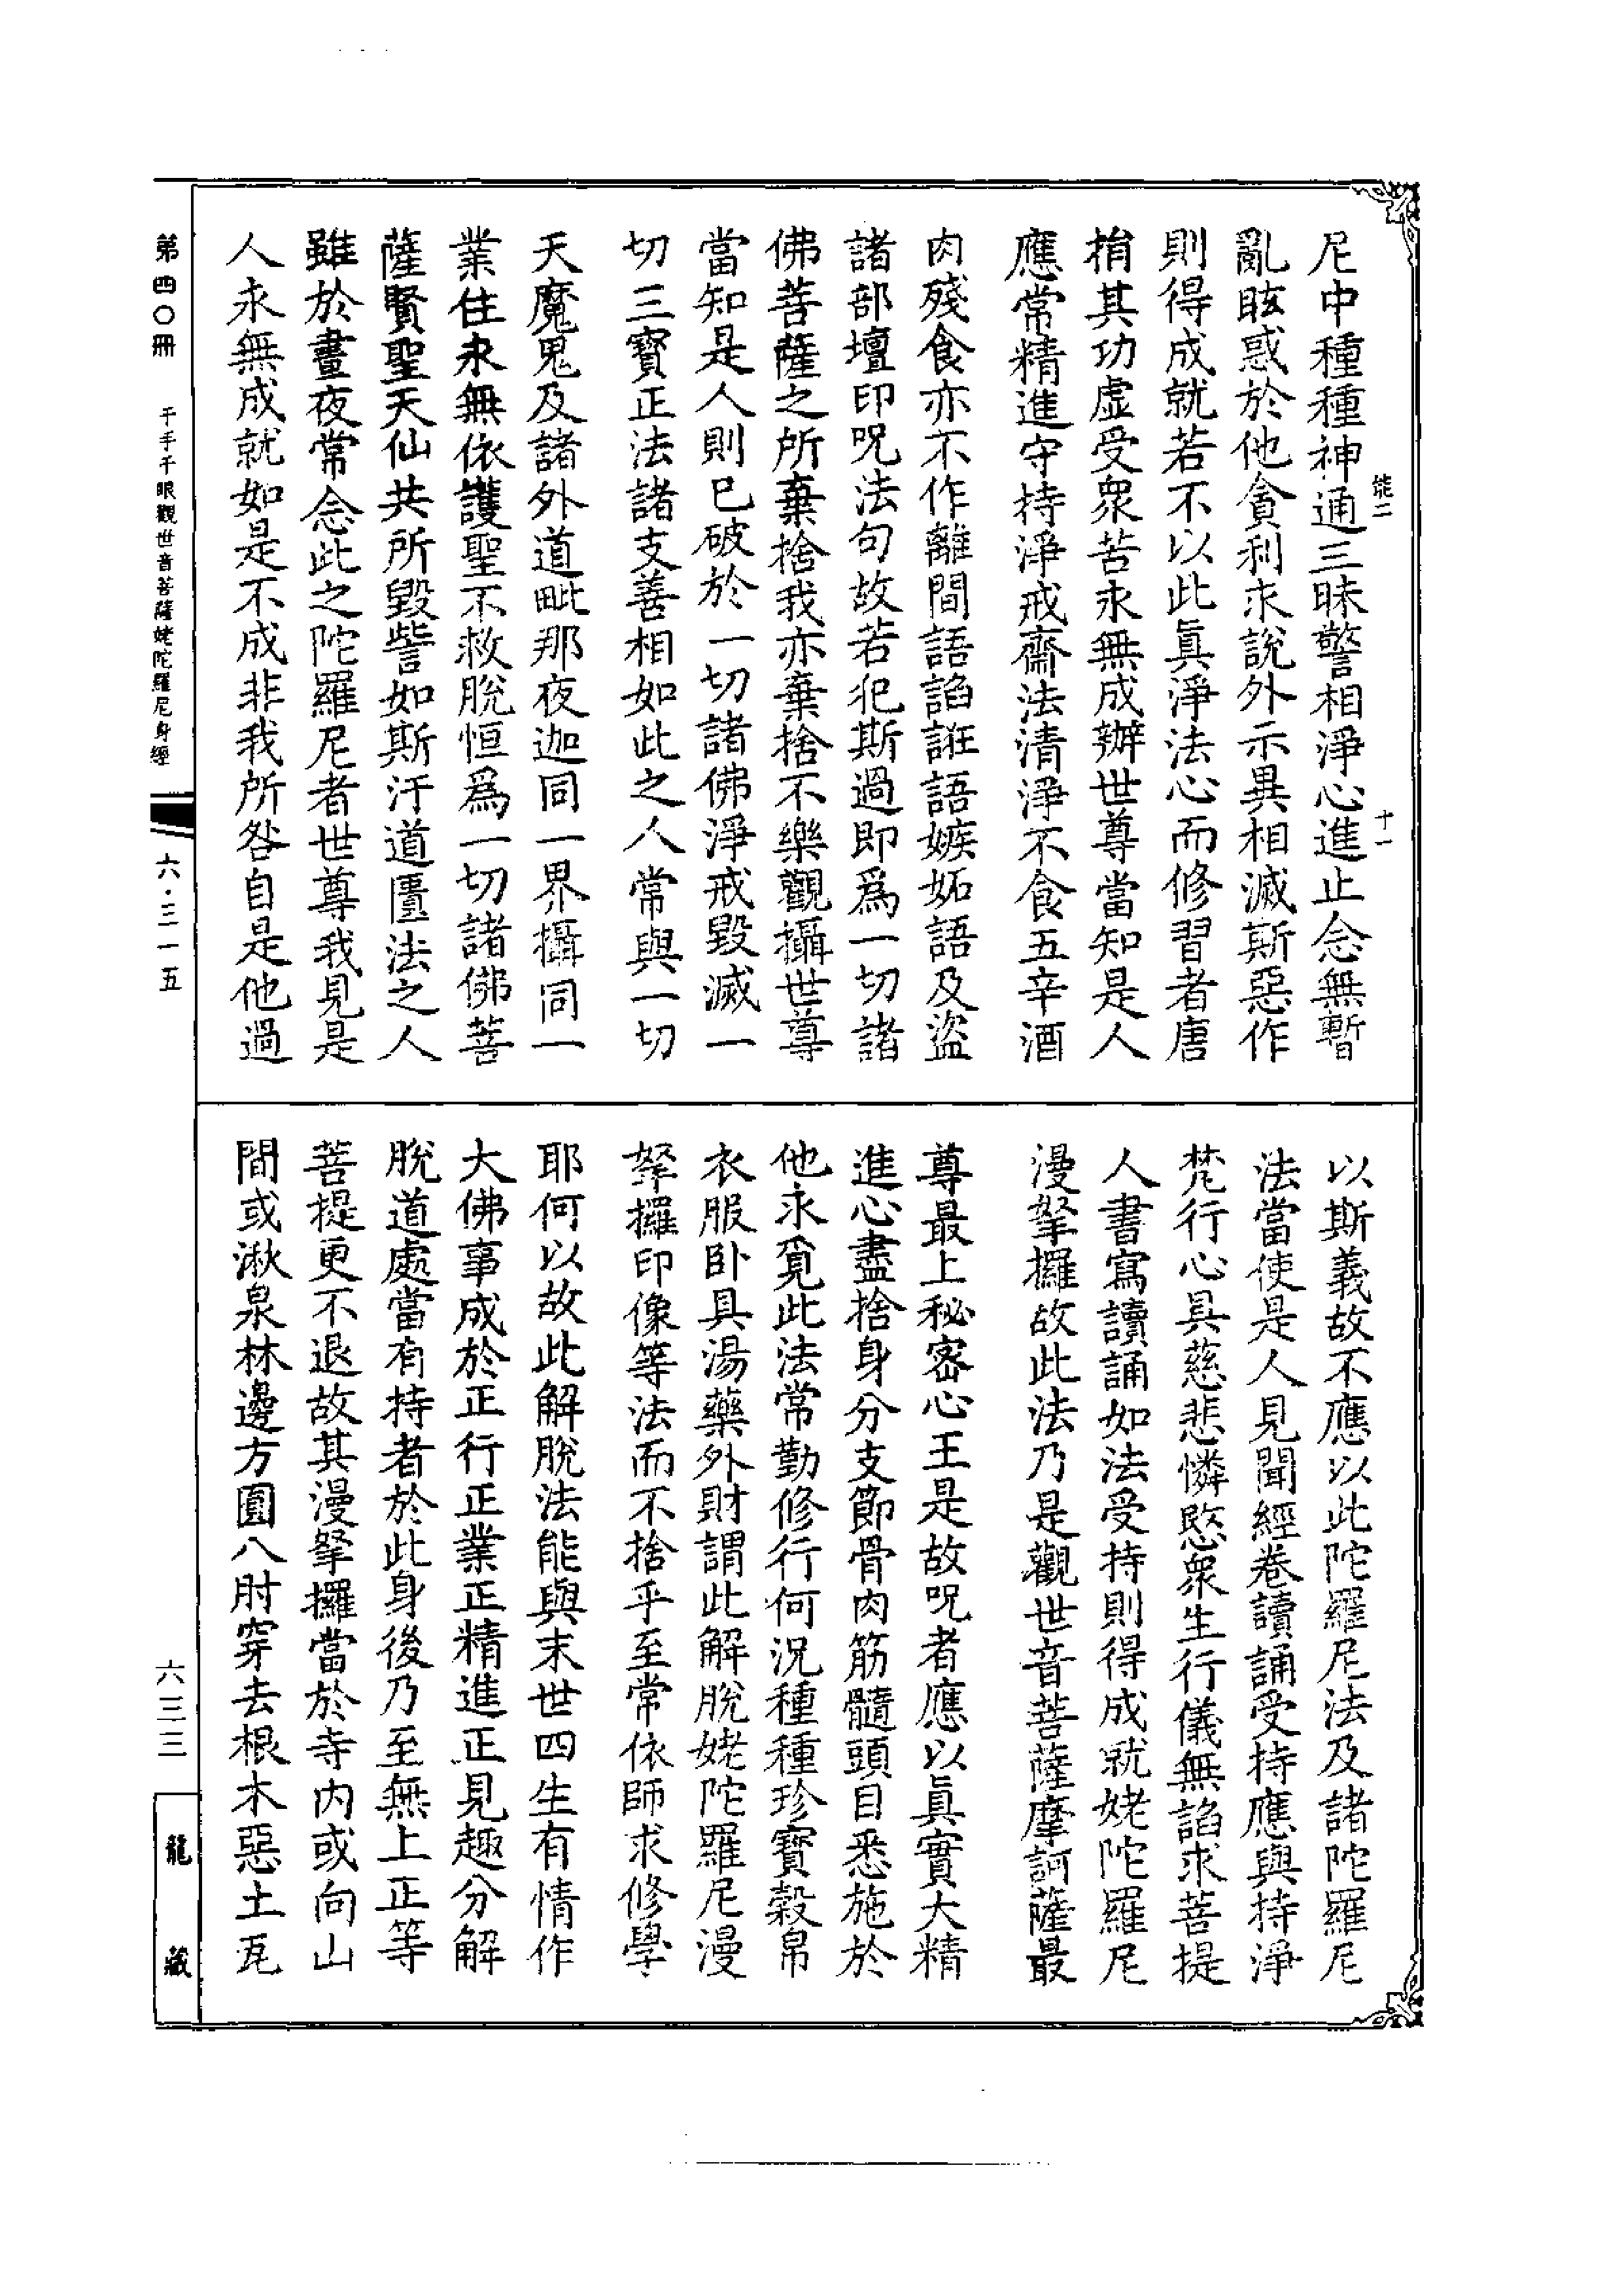 尼中種種神通三昧警相淨心進止念無暫
亂眩惑於他貪利求說外示異相滅斯惡作
則得成就若不以此眞淨法心而修習者唐
捐其功虛受衆苦永無成辦世尊當知是人
應常精進守持淨戒齋法清淨不食五辛酒
肉殘食亦不作離間語諂誑語嫉妬語及盜
諸部壇印呪法句故若犯斯過即爲一切諸
佛菩薩之所棄捨我亦棄捨不樂觀攝世尊
當知是人則已破於一切諸佛淨戒毀滅一
切三寶正法諸支善相如此之人常與一切
天魔鬼及諸外道毗那夜迦同一界攝同一
業住永無依護聖不救脫恒爲一切諸佛菩
薩賢聖天仙共所毀訾如斯汙道匱法之人
雖於晝夜常念此之陀羅尼者世尊我見是
人永無成就如是不成非我所咎自是他過
能二
十一
以斯義故不應以此陀羅尼法及諸陀羅尼
法當使是人見聞經卷讀誦受持應與持淨
梵行心具慈悲憐愍衆生行儀無諂求菩提
人書寫讀誦如法受持則得成就姥陀羅尼
漫拏攞故此法乃是觀世音菩薩摩訶薩最
尊最上秘密心王是故呪者應以眞實大精
進心盡捨身分支節骨肉筋髓頭目悉施於
他永覓此法常勤修行何況種種珍寶穀帛
衣服卧具湯藥外財謂此解脫姥陀羅尼漫
拏攞印像等法而不捨乎至常依師求修學
耶何以故此解脫法能與末世四生有情作
大佛事成於正行正業正精進正見趣分解
脫道處當有持者於此身後乃至無上正等
菩提更不退故其漫拏攞當於寺內或向山
間或湫泉林邊方圓八肘穿去根木惡土瓦
第四〇冊
千手千眼觀世音菩薩姥陀羅尼身經
六·三一五
六三三
龍藏